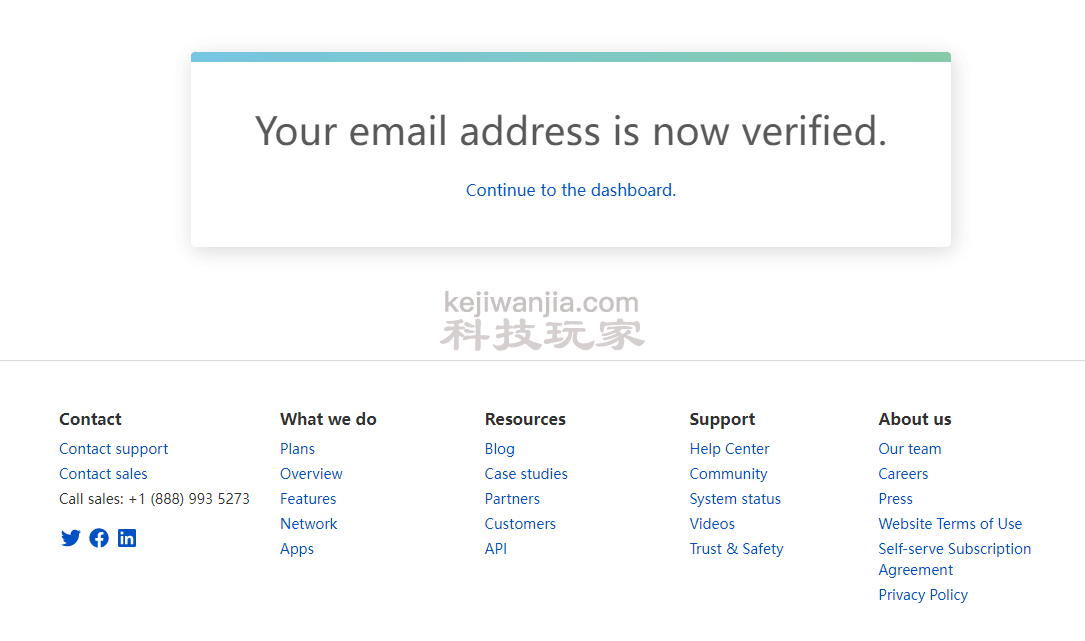 Your email address is now verified.
Continue to the dashboard.
kejiwanjia.com
科技玩家
Contact
Contact support
Contact sales
Call sales: +1 (888) 993 5273
What we do
Plans
Overview
Features
Network
Apps
Resources
Blog
Case studies
Partners
Customers
API
Support
Help Center
Community
System status
Videos
Trust & Safety
About us
Our team
Careers
Press
Website Terms of Use
Self-serve Subscription
Agreement
Privacy Policy